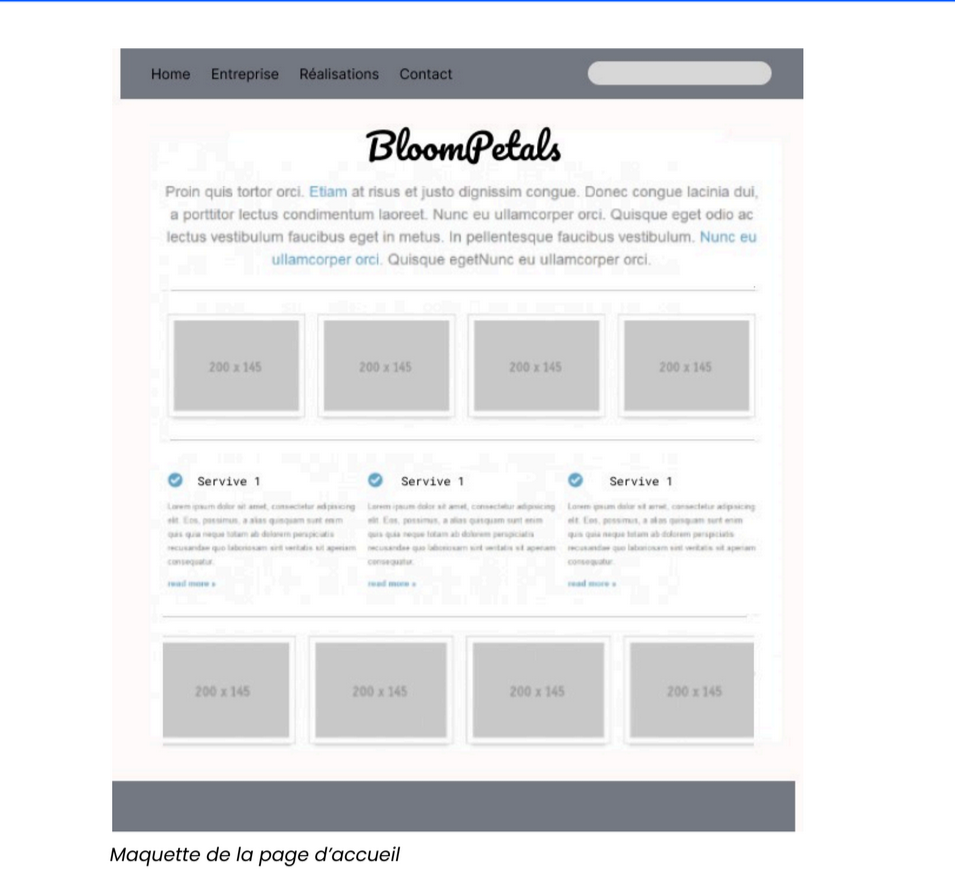 Home Entreprise Réalisations Contact
BloomPetals
Proin quis tortor orci. Etiam at risus et justo dignissim congue. Donec congue lacinia dui,
a porttitor lectus condimentum laoreet. Nunc eu ullamcorper orci. Quisque eget odio ac
lectus vestibulum faucibus eget in metus. In pellentesque faucibus vestibulum. Nunc eu
ullamcorper orci. Quisque egetNunc eu ullamcorper orci.
200 x 145 200 x 145 200 x 145 200 x 145
Servive 1 Servive 1 Servive 1
Lorem ipsum dolor sit amet, consectetur adipisicing Lorem ipsum dolor sit amet, consectetur adipisicing Lorem ipsum dolor sit amet, consectetur adipisicing
elit. Eos, possimus, a alias quisquam sunt enim elit. Eos, possimus, a alias quisquam sunt enim elit. Eos, possimus, a alias quisquam sunt enim
quis quia neque totam ab dolorem perspiciatis quis quia neque totam ab dolorem perspiciatis quis quia neque totam ab dolorem perspiciatis
recusandae quo laboriosam sint veritatis sit aperiam recusandae quo laboriosam sint veritatis sit aperiam recusandae quo laboriosam sint veritatis sit aperiam
consequatur. consequatur. consequatur.
read more » read more » read more »
200 x 145 200 x 145 200 x 145 200 x 145
Maquette de la page d’accueil